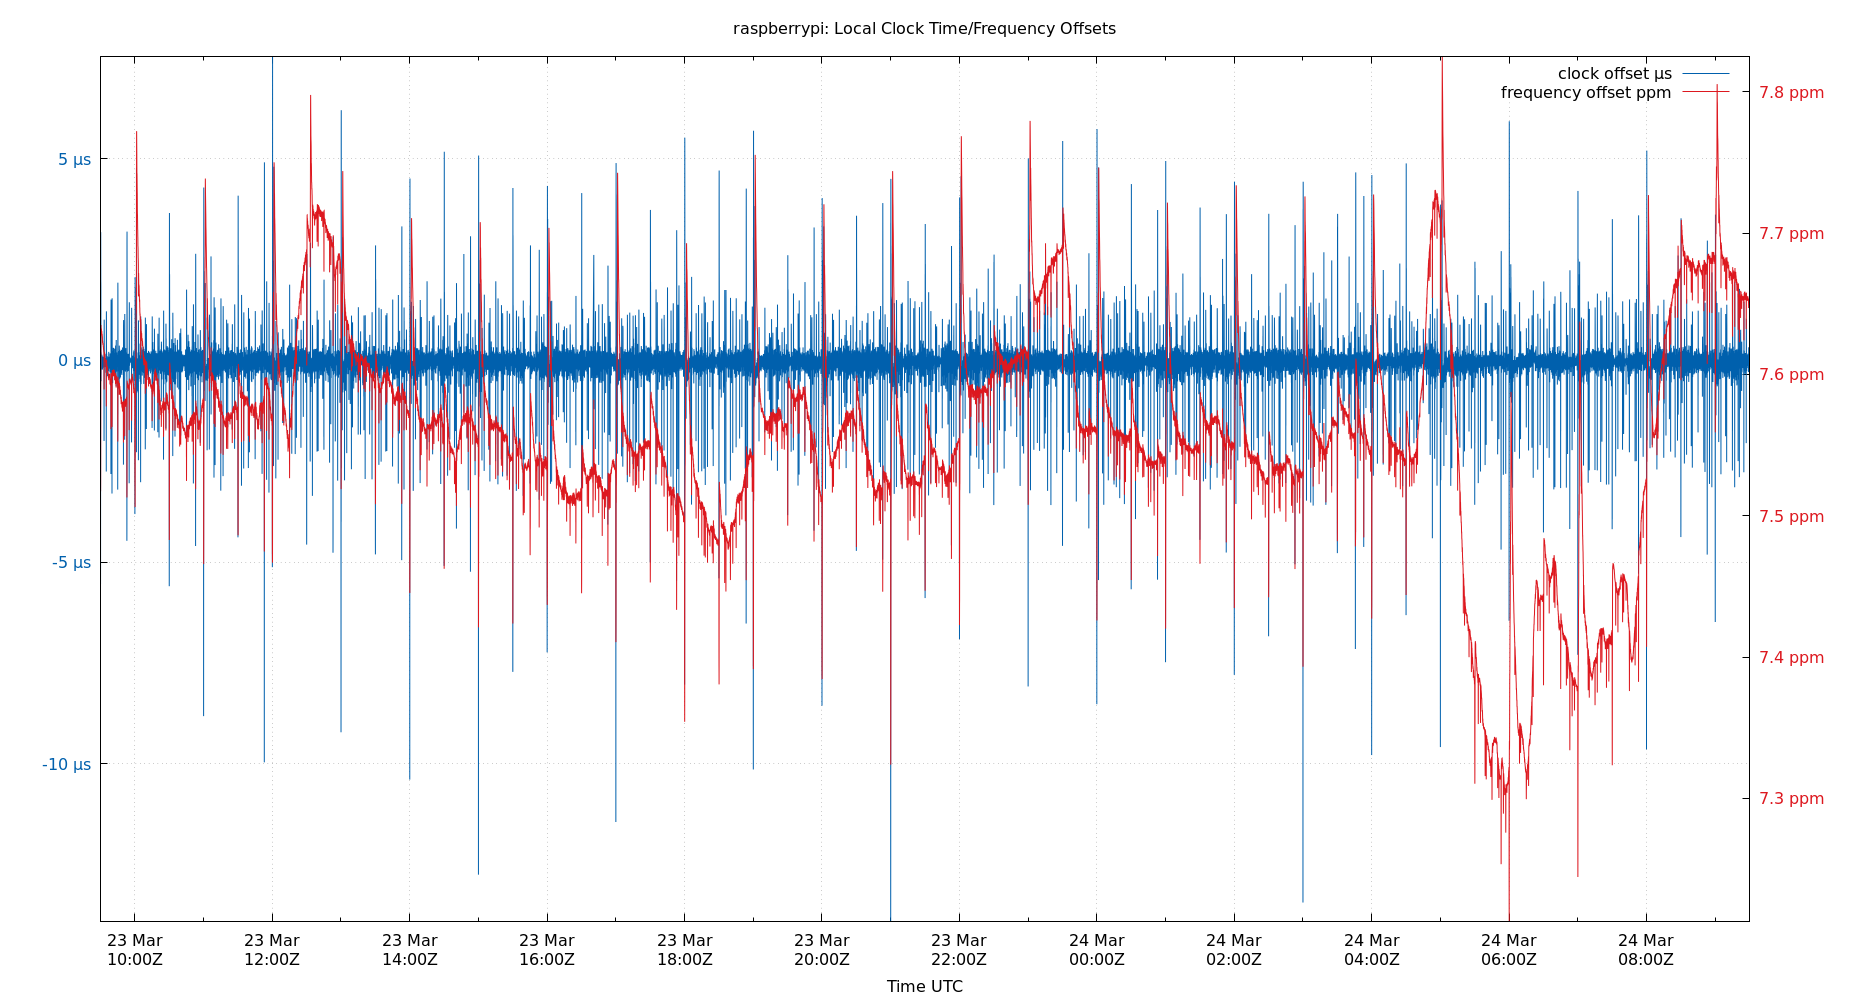 raspberrypi: Local Clock Time/Frequency Offsets
clock offset µs
frequency offset ppm
5 µs
0 µs
-5 µs
-10 µs
7.8 ppm
7.7 ppm
7.6 ppm
7.5 ppm
7.4 ppm
7.3 ppm
23 Mar 23 Mar 23 Mar 23 Mar 23 Mar 23 Mar 23 Mar 24 Mar 24 Mar 24 Mar 24 Mar 24 Mar
10:00Z 12:00Z 14:00Z 16:00Z 18:00Z 20:00Z 22:00Z 00:00Z 02:00Z 04:00Z 06:00Z 08:00Z
Time UTC